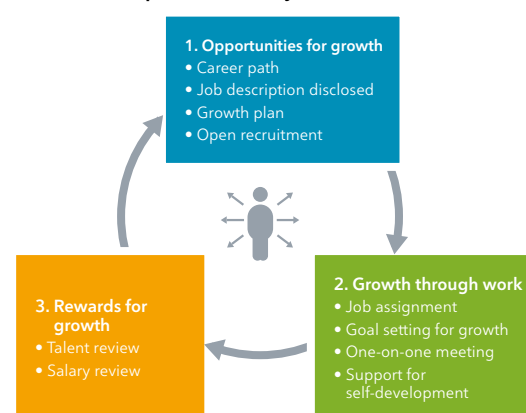 1. Opportunities for growth
• Career path
• Job description disclosed
• Growth plan
• Open recruitment
2. Growth through work
• Job assignment
• Goal setting for growth
• One-on-one meeting
• Support for
self-development
3. Rewards for
growth
• Talent review
• Salary review